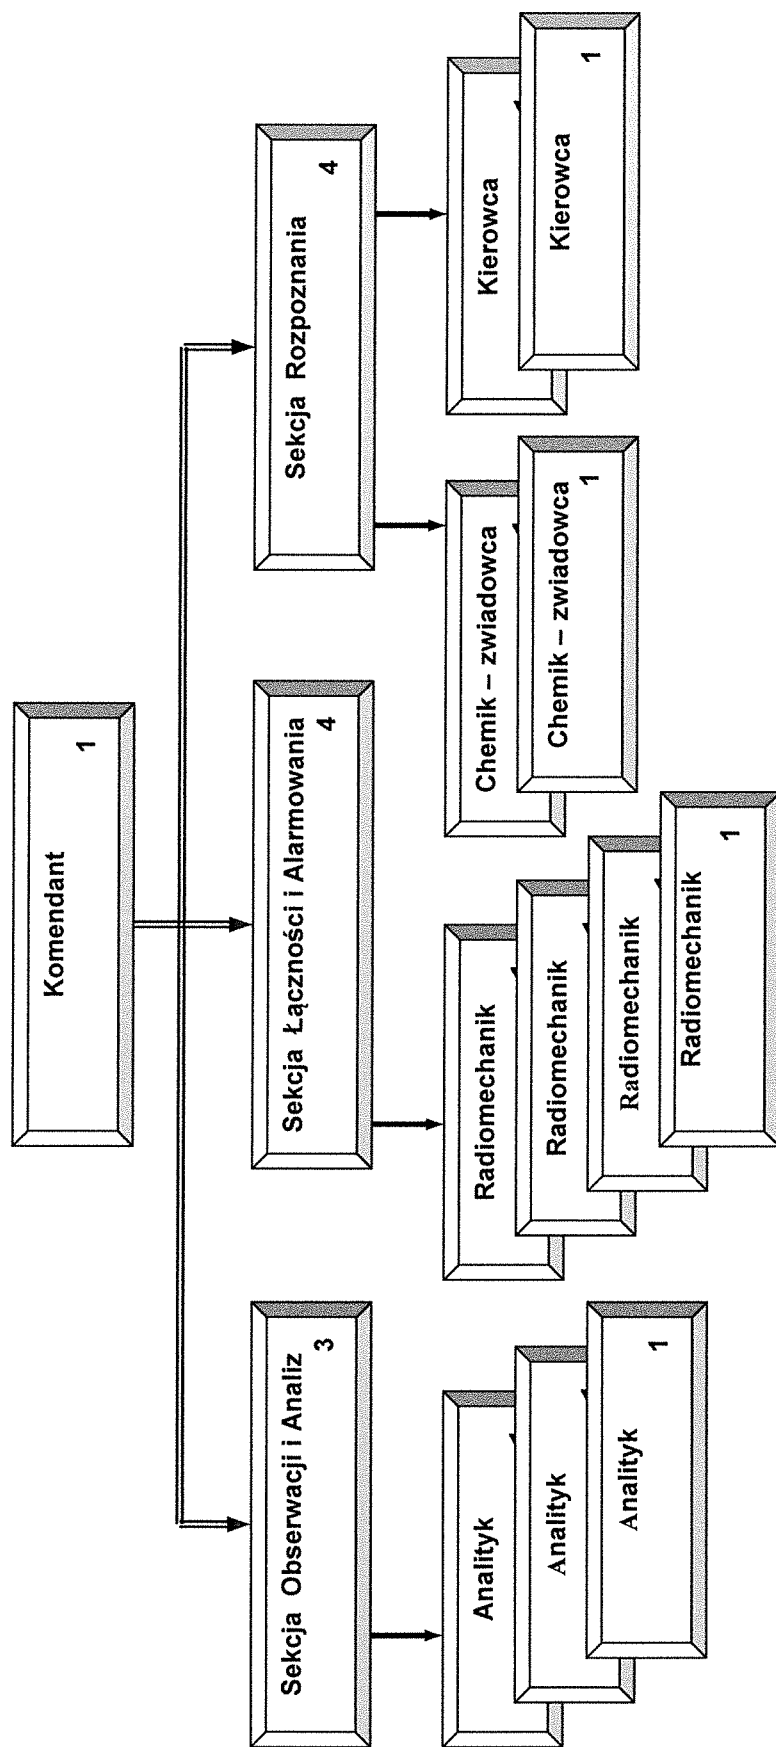 Komendant
1
Sekcja Obserwacji i Analiz
3
Sekcja Łączności i Alarmowania
4
Sekcja Rozpoznania
4
Analityk
Analityk
Analityk
1
Radiomechanik
Radiomechanik
Radiomechanik
Radiomechanik
1
Chemik – zwiadowca
Chemik – zwiadowca
1
Kierowca
Kierowca
1